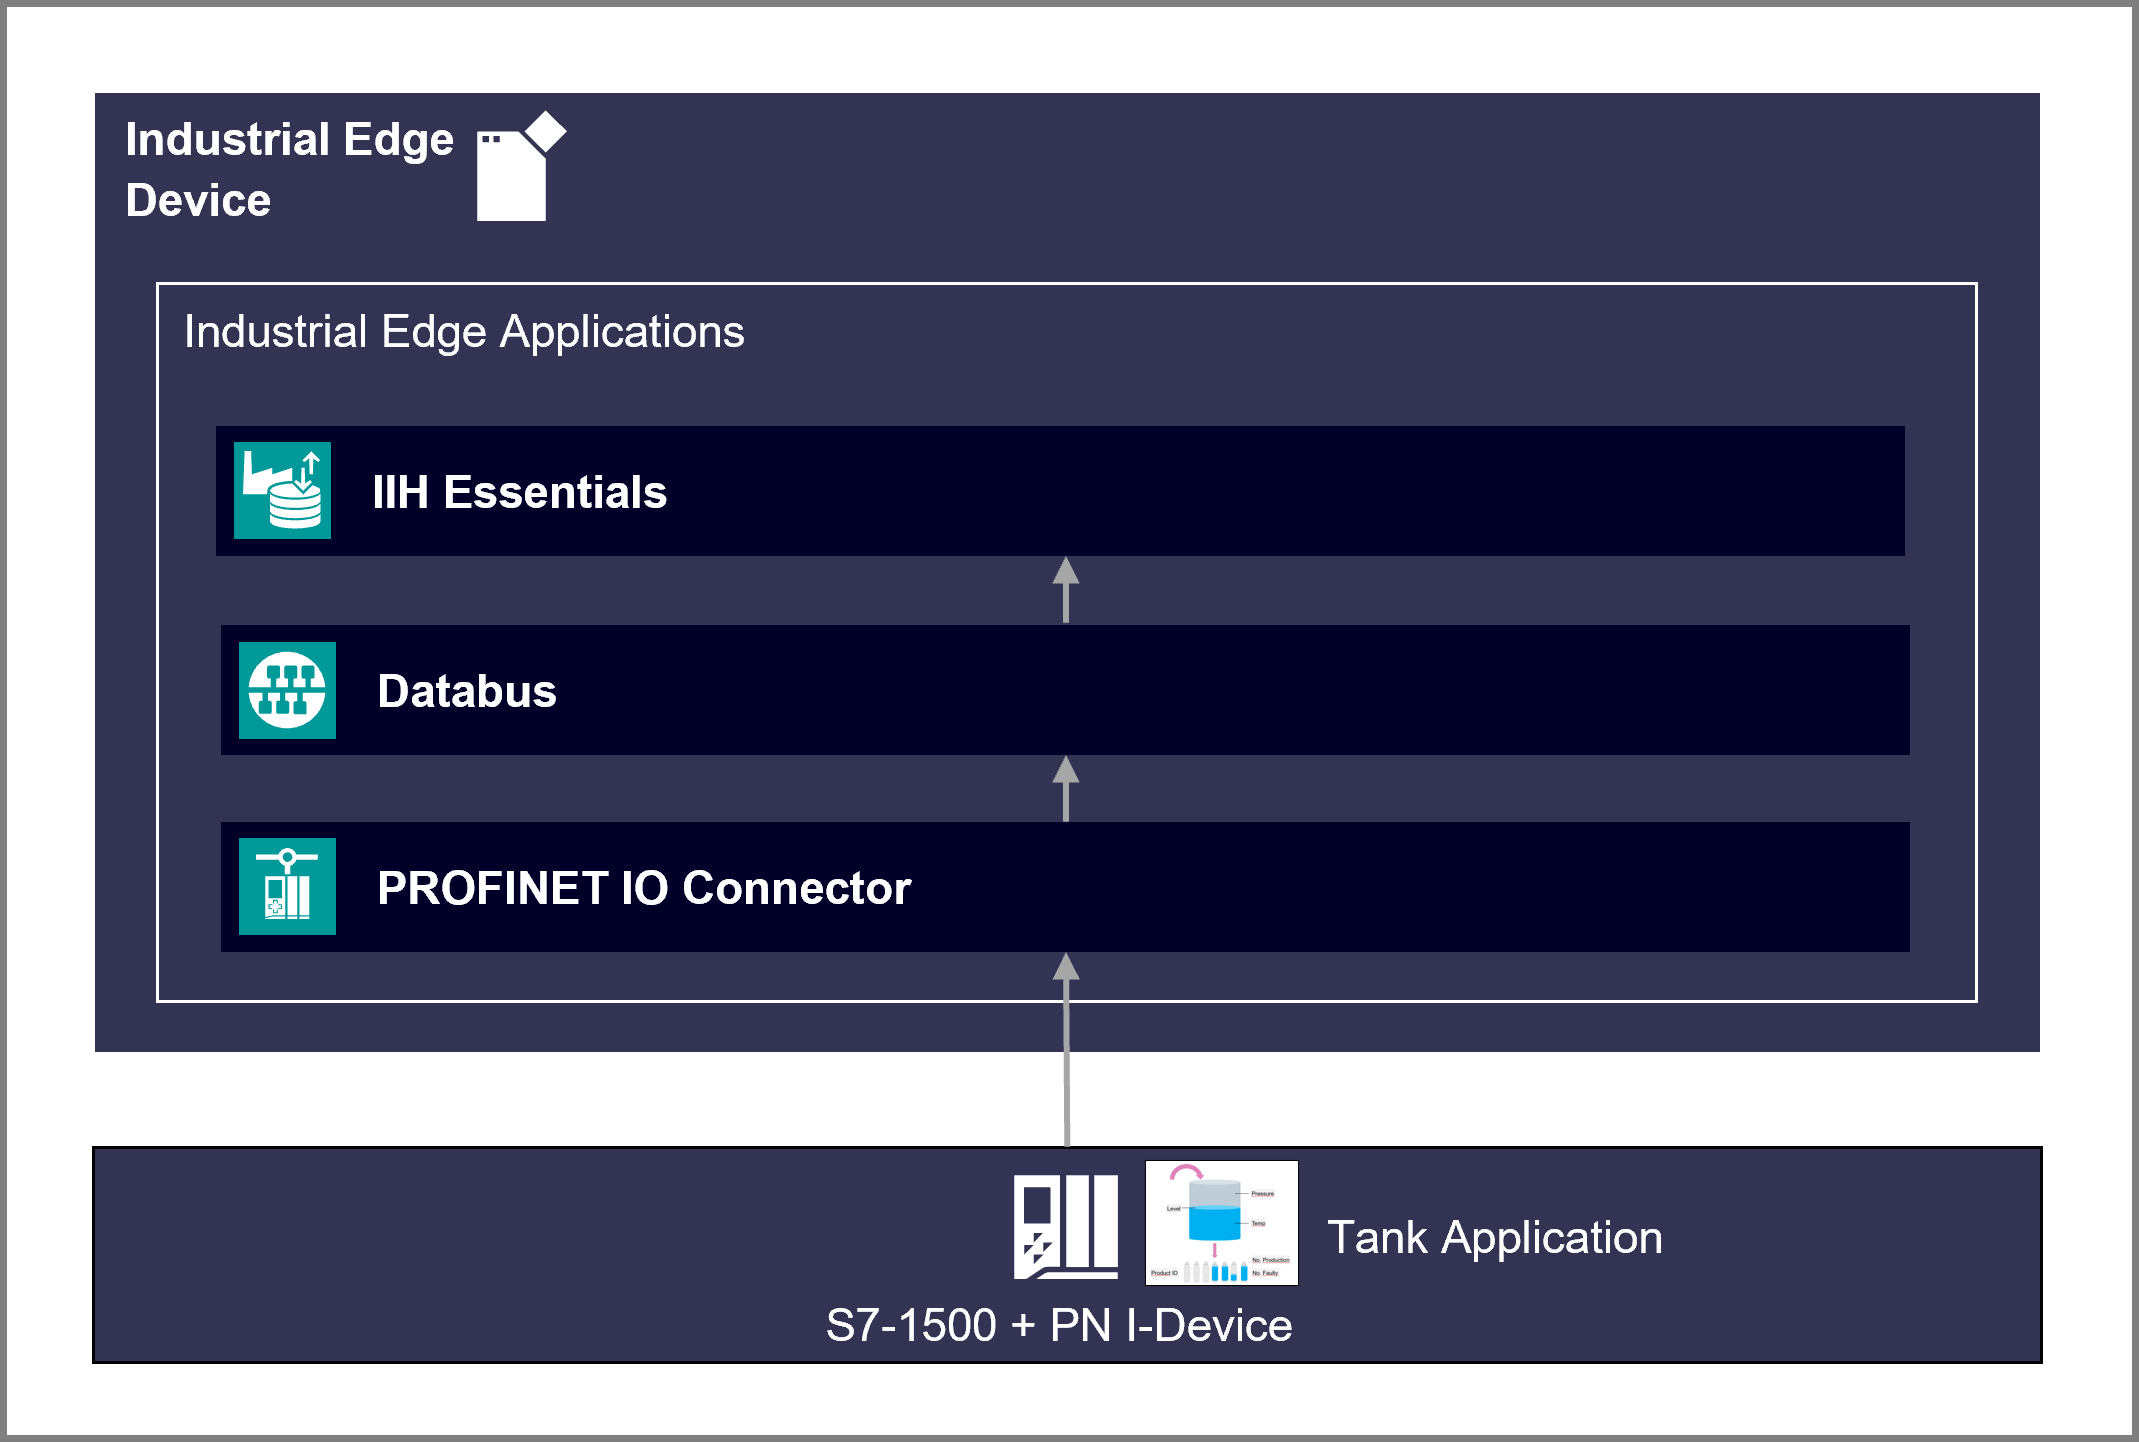 Industrial Edge
Device
Industrial Edge Applications
IIH Essentials
Databus
PROFINET IO Connector
Pressure
Level
Temp
No. Production
Product ID
No. Faulty
Tank Application
S7-1500 + PN I-Device